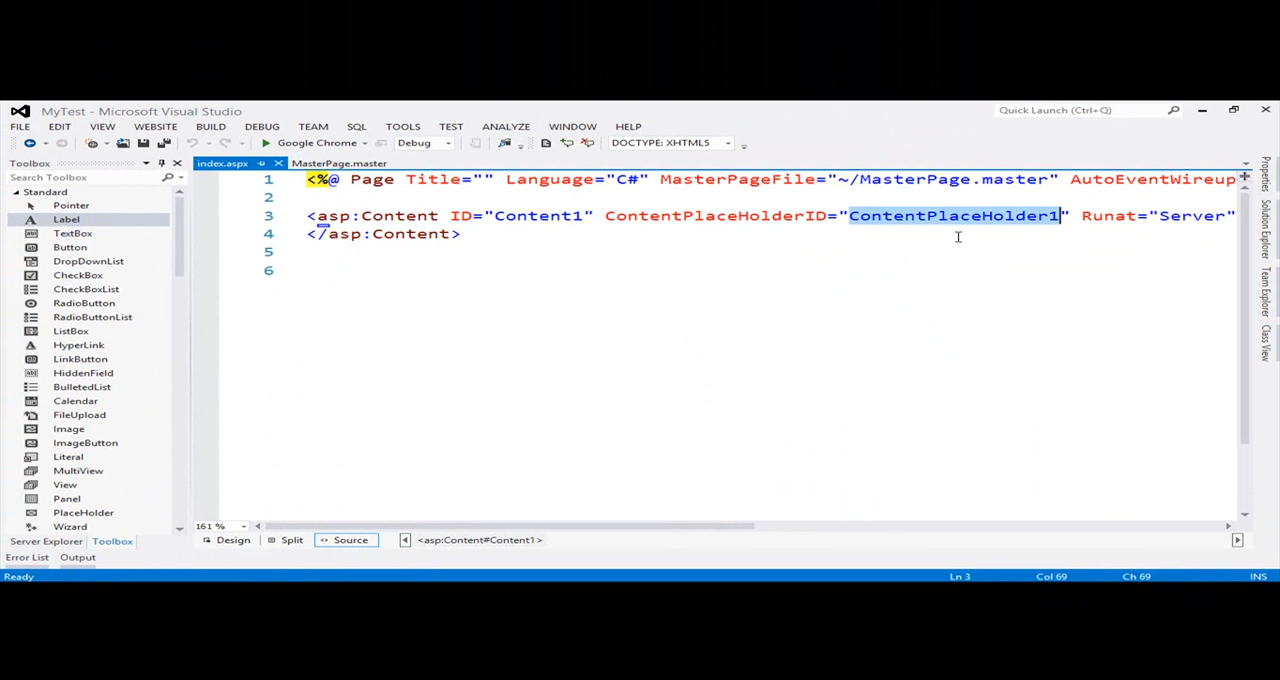 MyTest - Microsoft Visual Studio
Quick Launch (Ctrl+Q)
FILE EDIT VIEW WEBSITE BUILD DEBUG TEAM SQL TOOLS TEST ANALYZE WINDOW HELP
Google Chrome Debug DOCTYPE: XHTML5
Toolbox
index.aspx MasterPage.master
Search Toolbox
Standard
Pointer
Label
TextBox
Button
DropDownList
CheckBox
CheckBoxList
RadioButton
RadioButtonList
ListBox
HyperLink
LinkButton
HiddenField
BulletedList
Calendar
FileUpload
Image
ImageButton
Literal
MultiView
View
Panel
PlaceHolder
Wizard
1 <%@ Page Title="" Language="C#" MasterPageFile="~/MasterPage.master" AutoEventWireup
2
3 <asp:Content ID="Content1" ContentPlaceHolderID="ContentPlaceHolder1" Runat="Server"
4 </asp:Content>
5
6
Properties
Solution Explorer
Team Explorer
Class View
161 %
Server Explorer Toolbox
Design Split Source <asp:Content#Content1>
Error List Output
Ready Ln 3 Col 69 Ch 69 INS